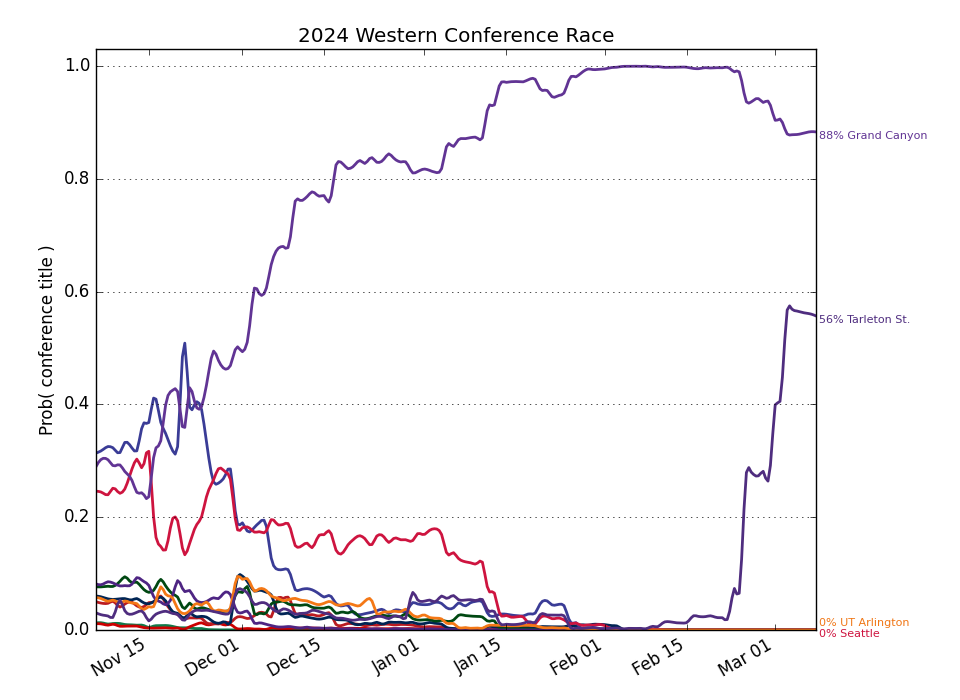 2024 Western Conference Race
Prob( conference title )
1.0
0.8
0.6
0.4
0.2
0.0
88% Grand Canyon
56% Tarleton St.
0% UT Arlington
0% Seattle
Nov 15
Dec 01
Dec 15
Jan 01
Jan 15
Feb 01
Feb 15
Mar 01